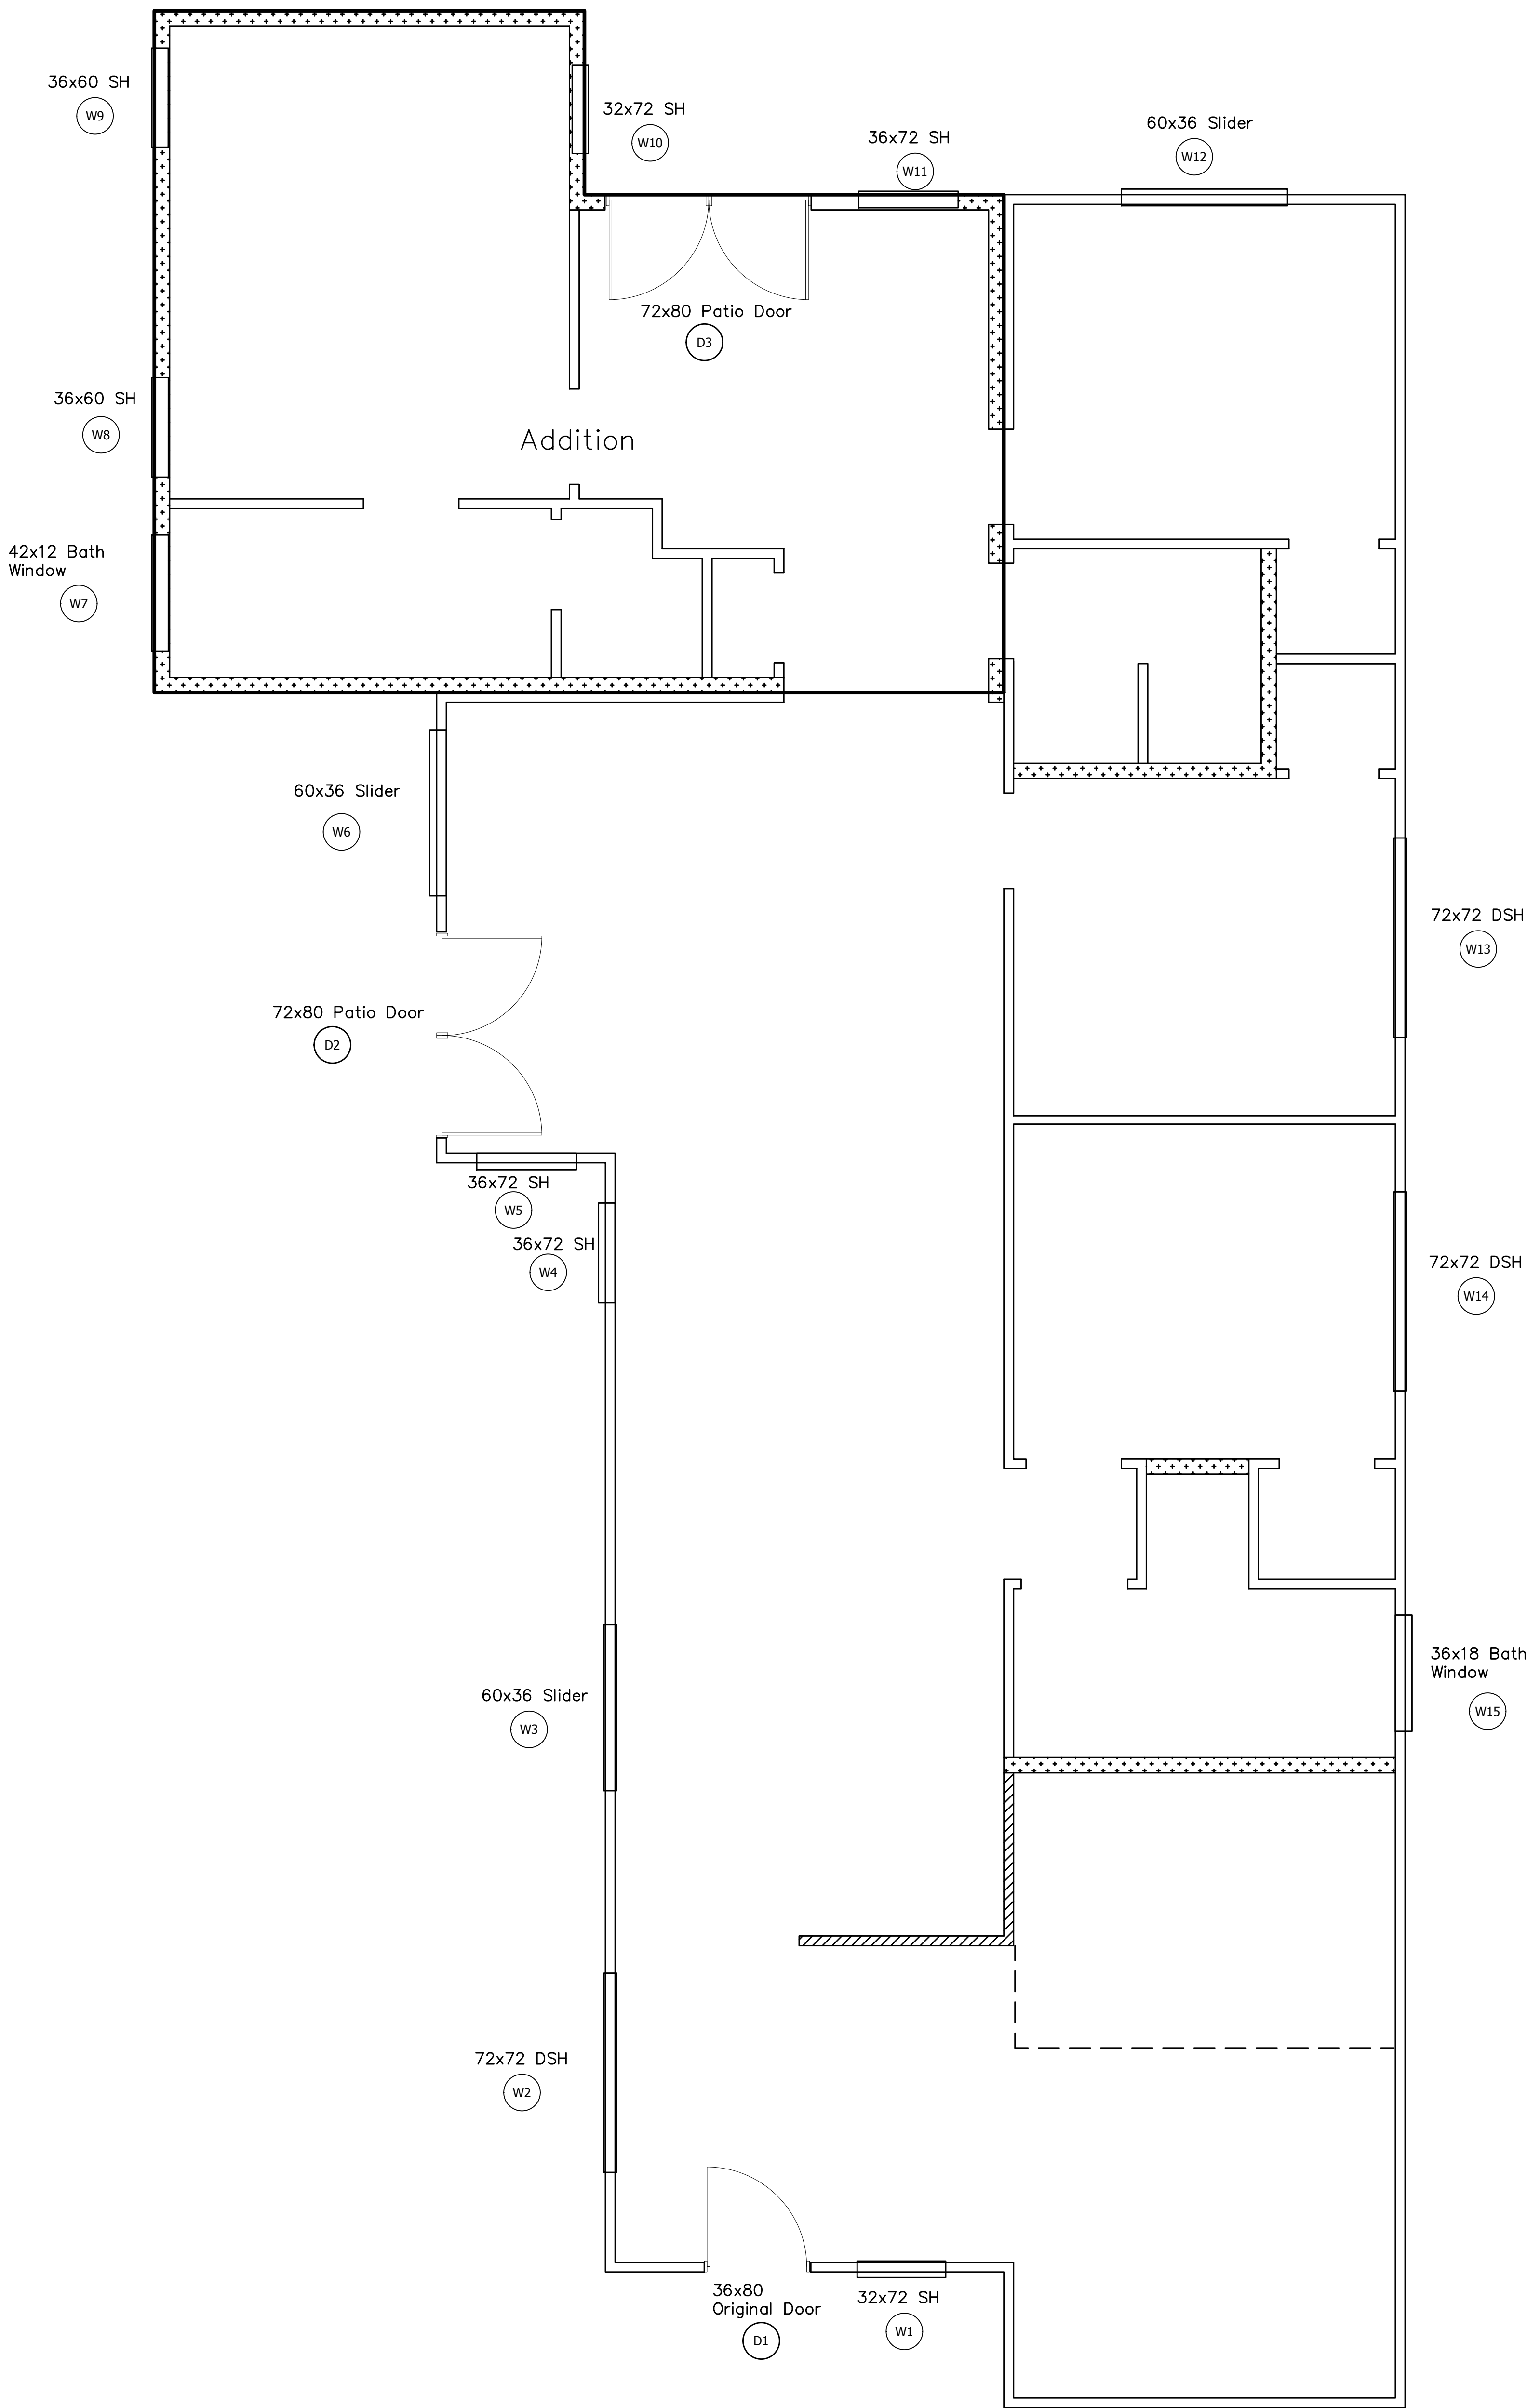 36x60 SH
W9
32x72 SH
W10
36x72 SH
W11
60x36 Slider
W12
72x80 Patio Door
D3
36x60 SH
W8
Addition
42x12 Bath
Window
W7
60x36 Slider
W6
72x72 DSH
W13
72x80 Patio Door
D2
36x72 SH
W5
36x72 SH
W4
72x72 DSH
W14
36x18 Bath
Window
W15
60x36 Slider
W3
72x72 DSH
W2
36x80
Original Door
D1
32x72 SH
W1